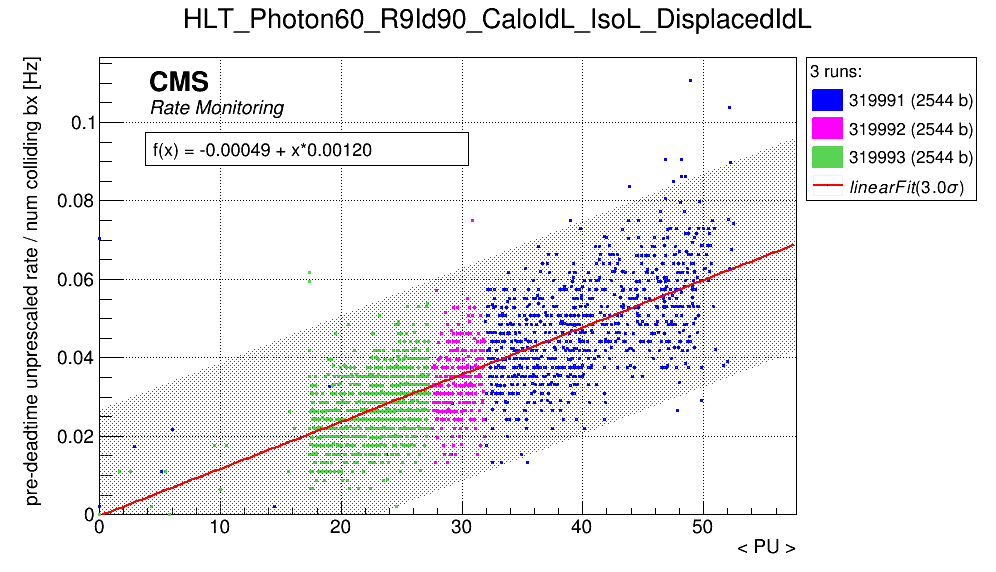 HLT_Photon60_R9Id90_CaloIdL_IsoL_DisplacedIdL
pre-deadtime unprescaled rate / num colliding bx [Hz]
CMS
Rate Monitoring
f(x) = -0.00049 + x*0.00120
0.1
0.08
0.06
0.04
0.02
0
0 10 20 30 40 50
< PU >
3 runs:
319991 (2544 b)
319992 (2544 b)
319993 (2544 b)
linearFit(3.0σ)